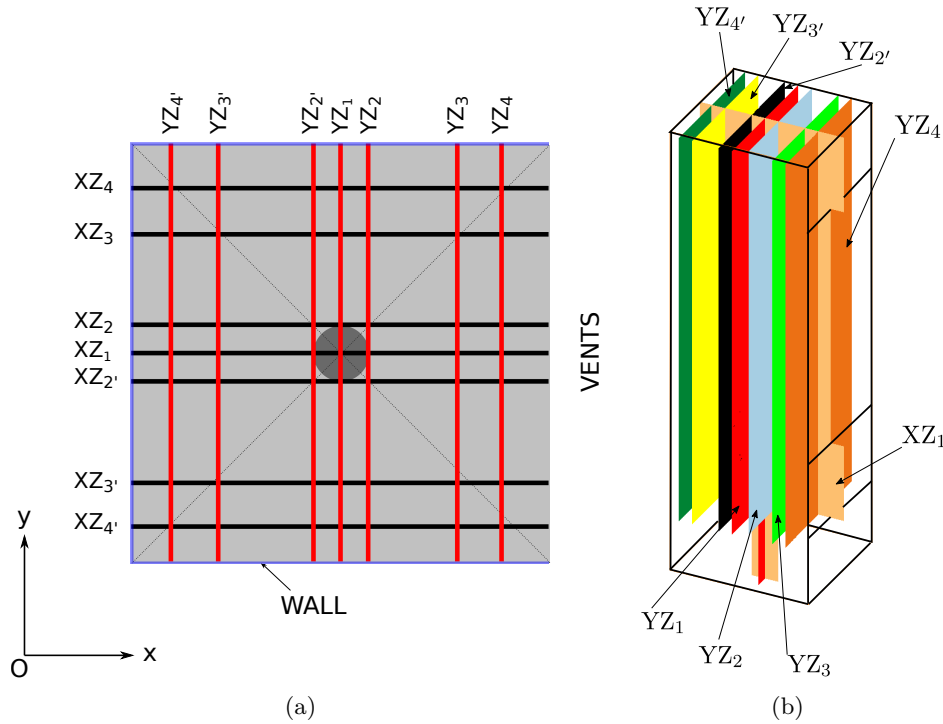 YZ₄'
YZ₃'
YZ₂'
YZ₁
YZ₂
YZ₃
YZ₄
XZ₄
XZ₃
XZ₂
XZ₁
XZ₂'
XZ₃'
XZ₄'
VENTS
WALL
y
x
O
(a)
YZ₄'
YZ₃'
YZ₂'
YZ₄
XZ₁
YZ₁
YZ₂
YZ₃
(b)